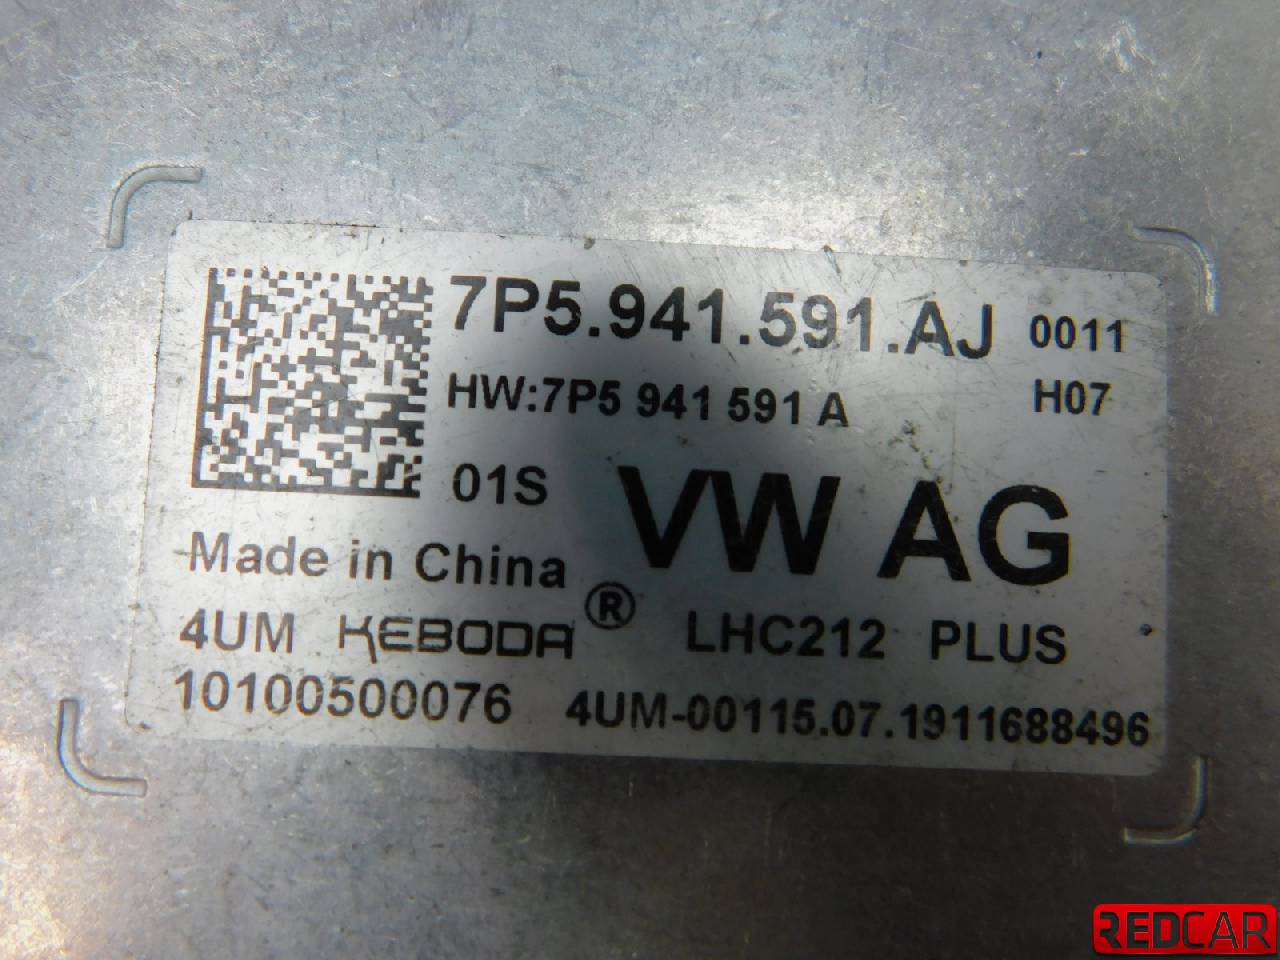 7P5.941.591.AJ 0011
HW:7P5 941 591 A H07
01S VW AG
Made in China
4UM KEBODA® LHC212 PLUS
10100500076 4UM-00115.07.1911688496
REDCAR